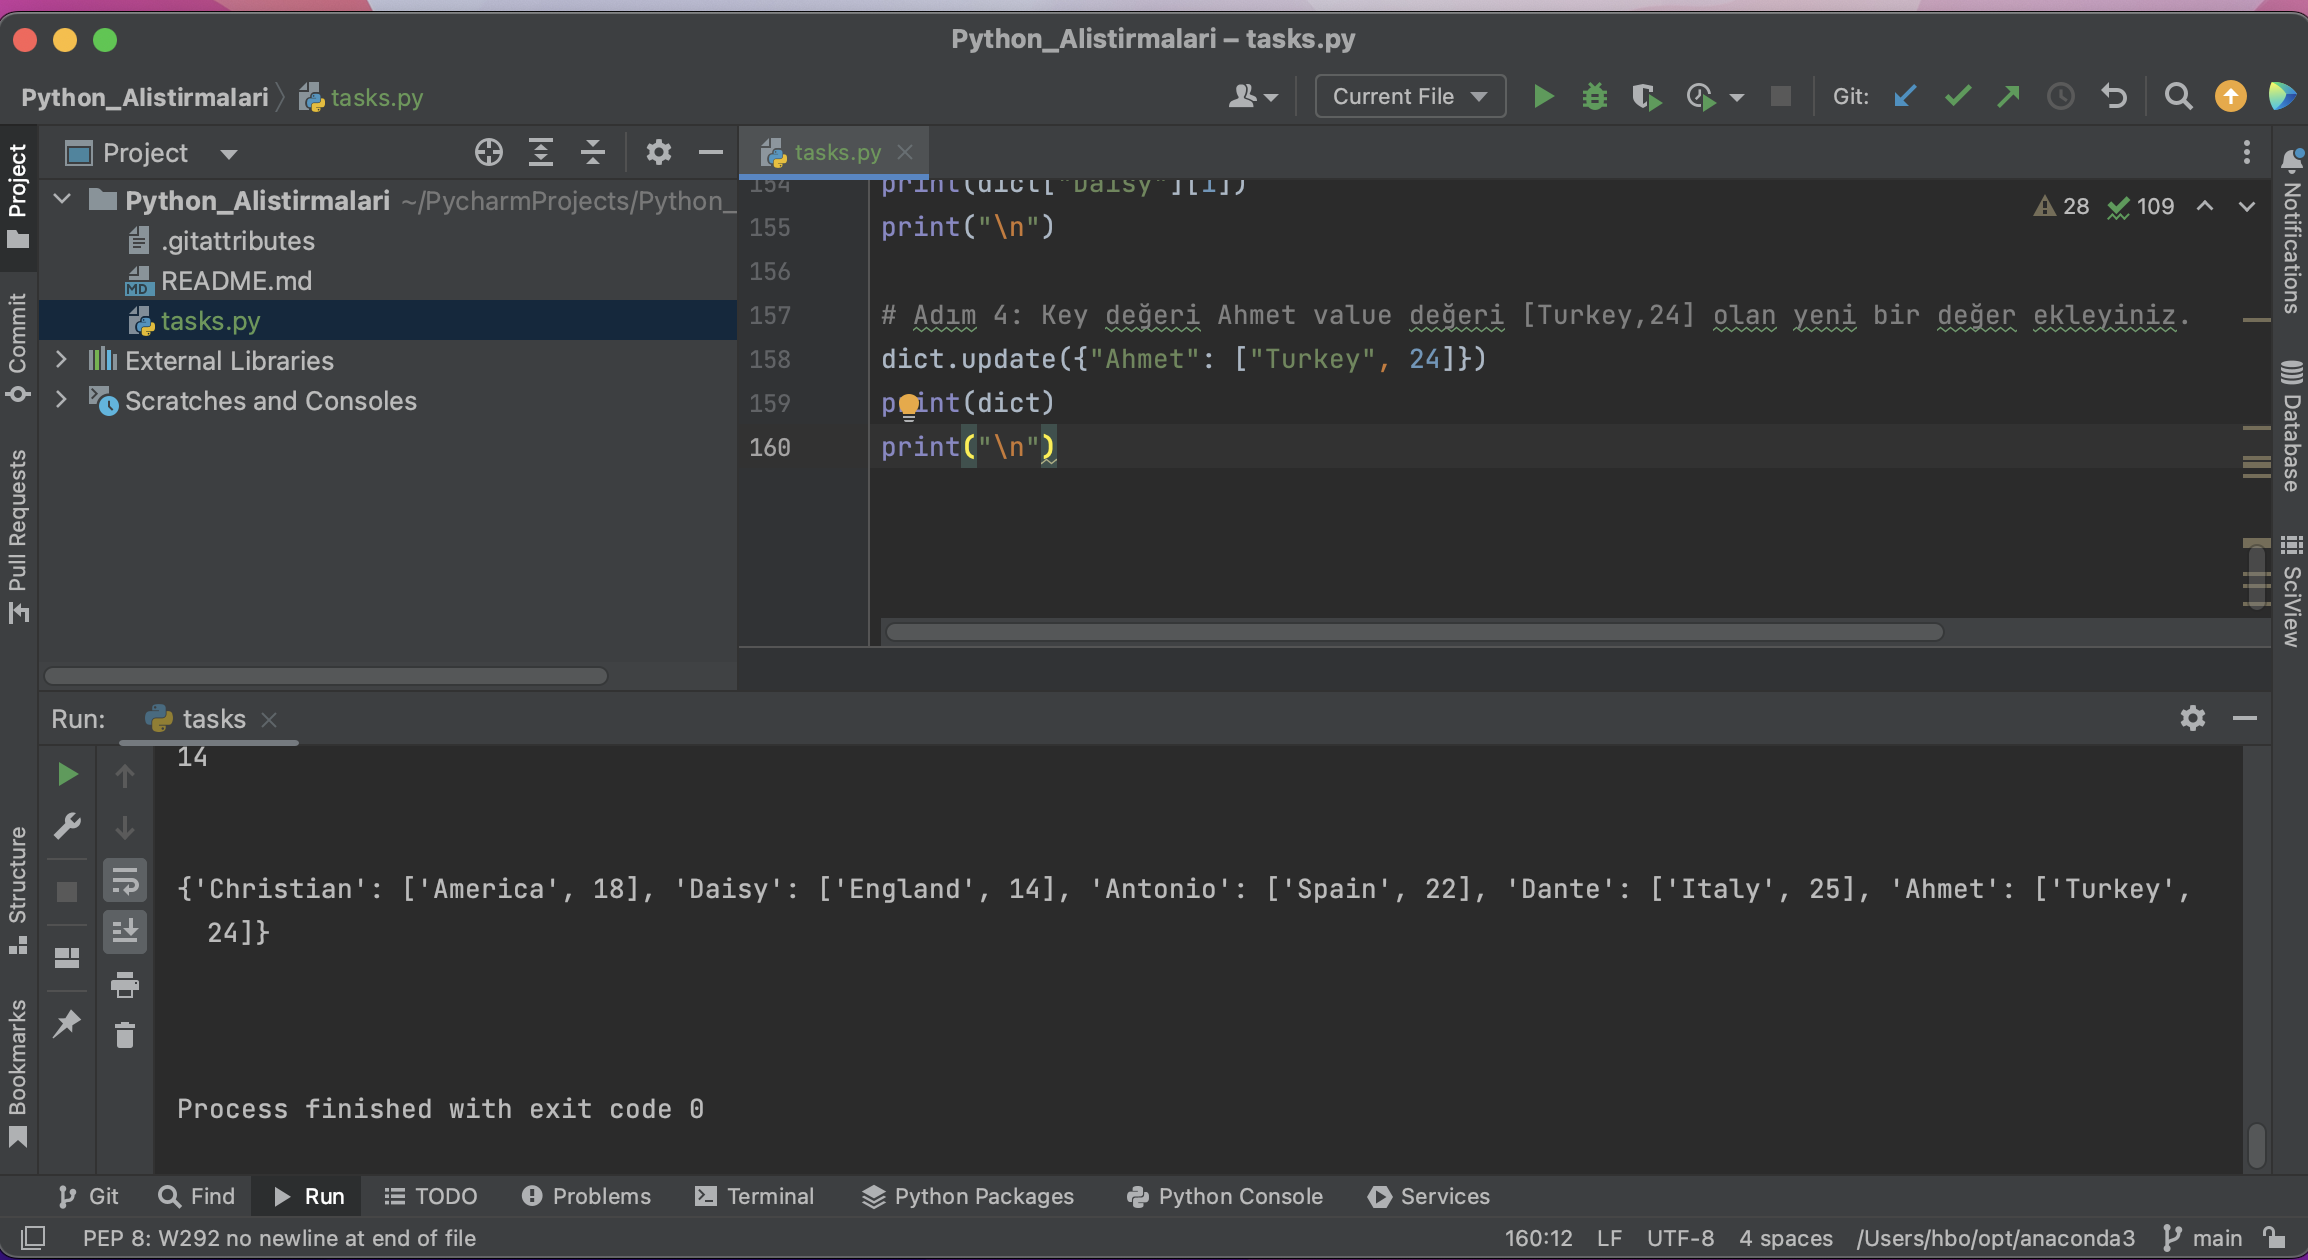 Python_Alistirmalari – tasks.py
Python_Alistirmalari tasks.py
Current File Git:
Project
tasks.py
Python_Alistirmalari ~/PycharmProjects/Python_
.gitattributes
MD README.md
tasks.py
External Libraries
Scratches and Consoles
28 109
154 print(dict["Daisy"][1])
155 print("\n")
156
157 # Adım 4: Key değeri Ahmet value değeri [Turkey,24] olan yeni bir değer ekleyiniz.
158 dict.update({"Ahmet": ["Turkey", 24]})
159 print(dict)
160 print("\n")
Project
Commit
Pull Requests
Structure
Bookmarks
Notifications
Database
SciView
Run: tasks
14
{'Christian': ['America', 18], 'Daisy': ['England', 14], 'Antonio': ['Spain', 22], 'Dante': ['Italy', 25], 'Ahmet': ['Turkey',
24]}
Process finished with exit code 0
Git Find Run TODO Problems Terminal Python Packages Python Console Services
PEP 8: W292 no newline at end of file 160:12 LF UTF-8 4 spaces /Users/hbo/opt/anaconda3 main